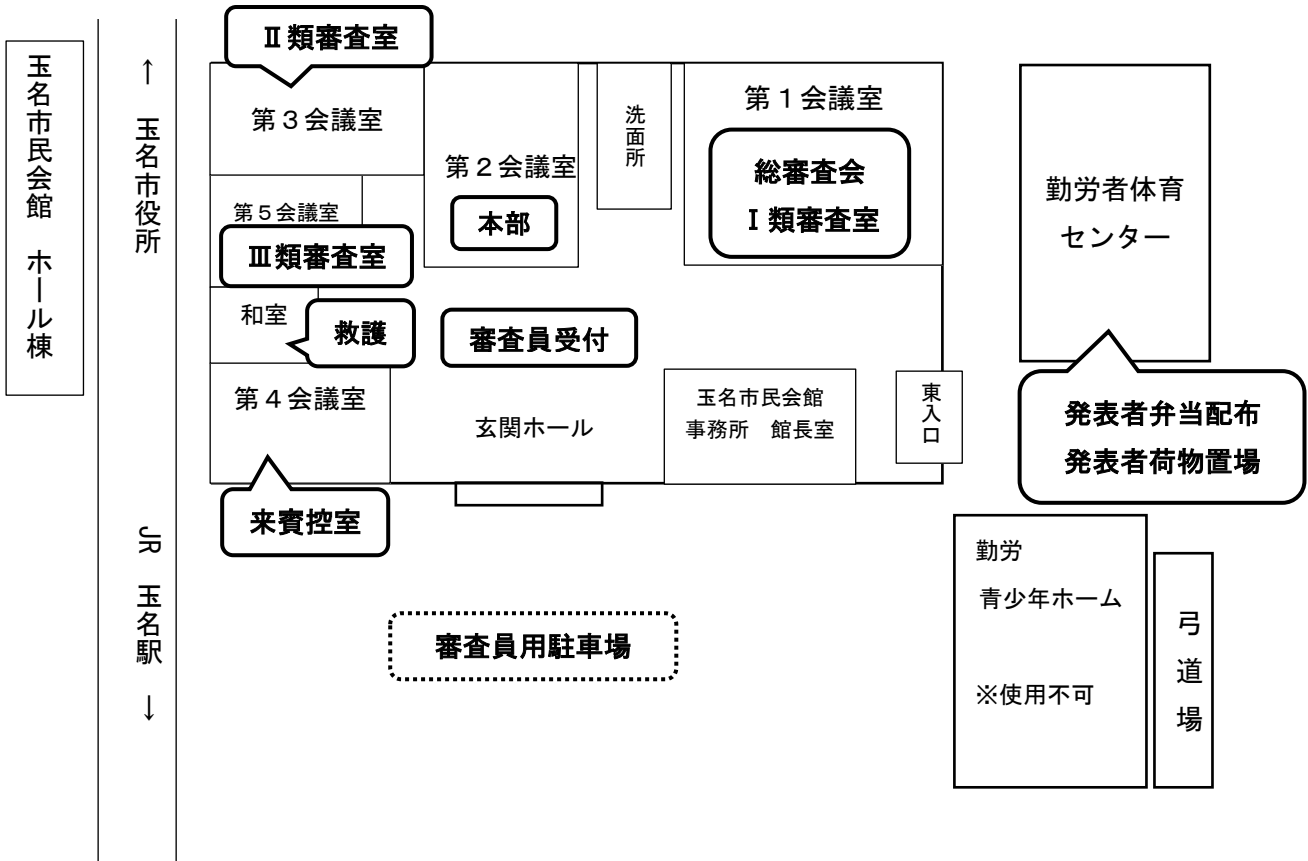 玉名市民会館　ホール棟
↑　玉名市役所
JR　玉名駅　↓
Ⅱ類審査室
第３会議室
第２会議室
本部
洗面所
第１会議室
総審査会
Ⅰ類審査室
第５会議室
Ⅲ類審査室
和室
救護
審査員受付
第４会議室
来賓控室
玄関ホール
玉名市民会館
事務所　館長室
東入口
勤労者体育
センター
発表者弁当配布
発表者荷物置場
審査員用駐車場
勤労
青少年ホーム
※使用不可
弓道場